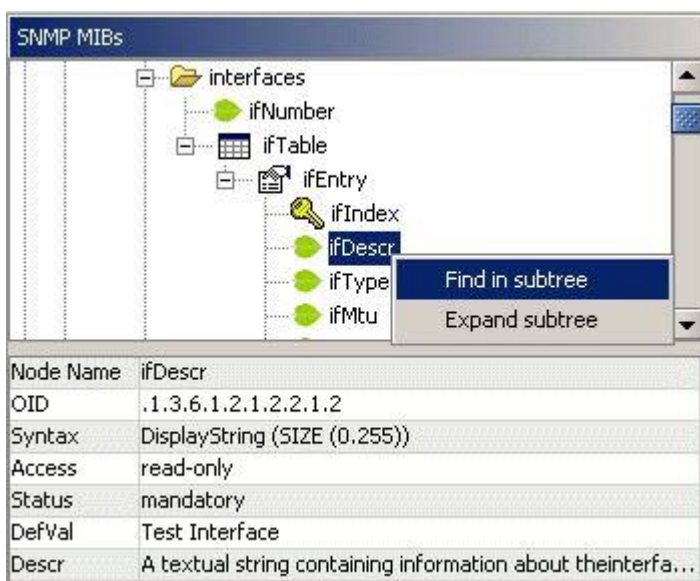 SNMP MIBs
interfaces
ifNumber
ifTable
ifEntry
ifIndex
ifDescr
ifType
ifMtu
Find in subtree
Expand subtree
Node Name ifDescr
OID .1.3.6.1.2.1.2.2.1.2
Syntax DisplayString (SIZE (0.255))
Access read-only
Status mandatory
DefVal Test Interface
Descr A textual string containing information about theinterfa...